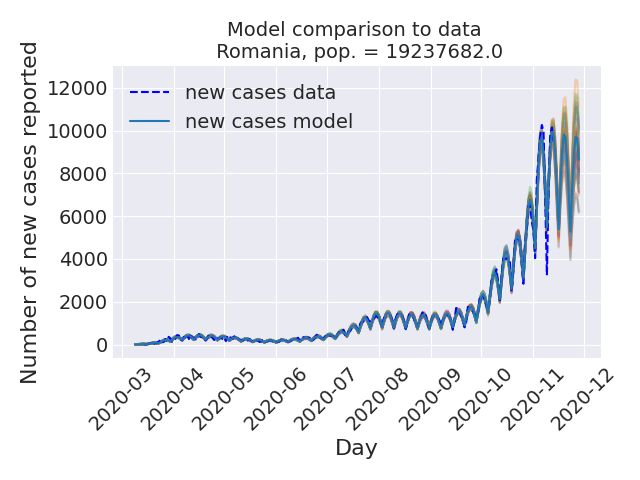 Model comparison to data
Romania, pop. = 19237682.0
Number of new cases reported
12000
10000
8000
6000
4000
2000
0
new cases data
new cases model
2020-03
2020-04
2020-05
2020-06
2020-07
2020-08
2020-09
2020-10
2020-11
2020-12
Day